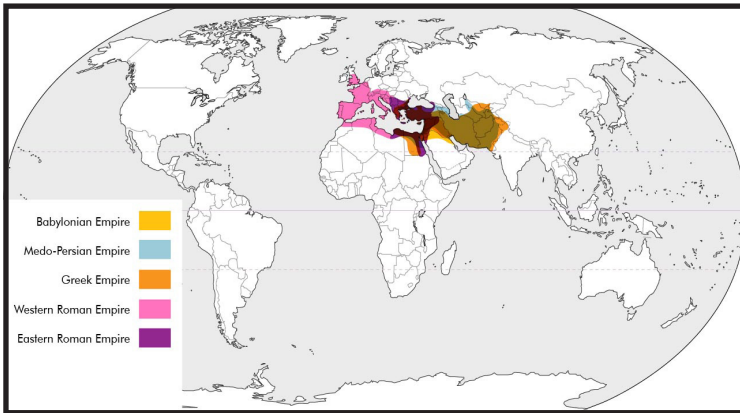 Babylonian Empire
Medo-Persian Empire
Greek Empire
Western Roman Empire
Eastern Roman Empire